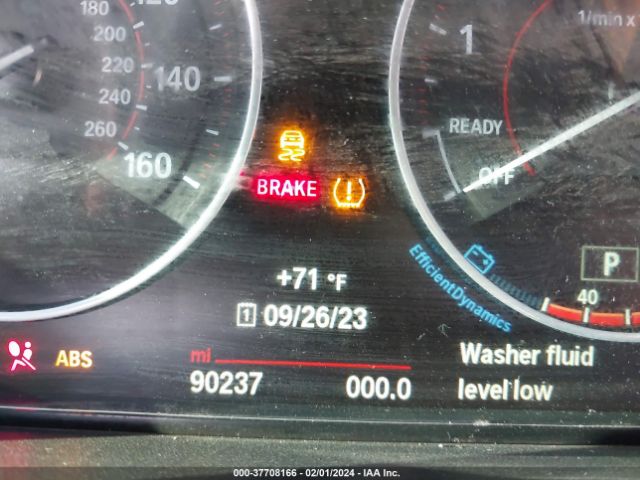 180
120
200
220
140
240
260
160
1/min x
1
READY
OFF
BRAKE
+71 °F
1 09/26/23
EfficientDynamics
P
40
ABS
mi
90237 000.0
Washer fluid
level low
000-37708166 - 02/01/2024 - IAA Inc.